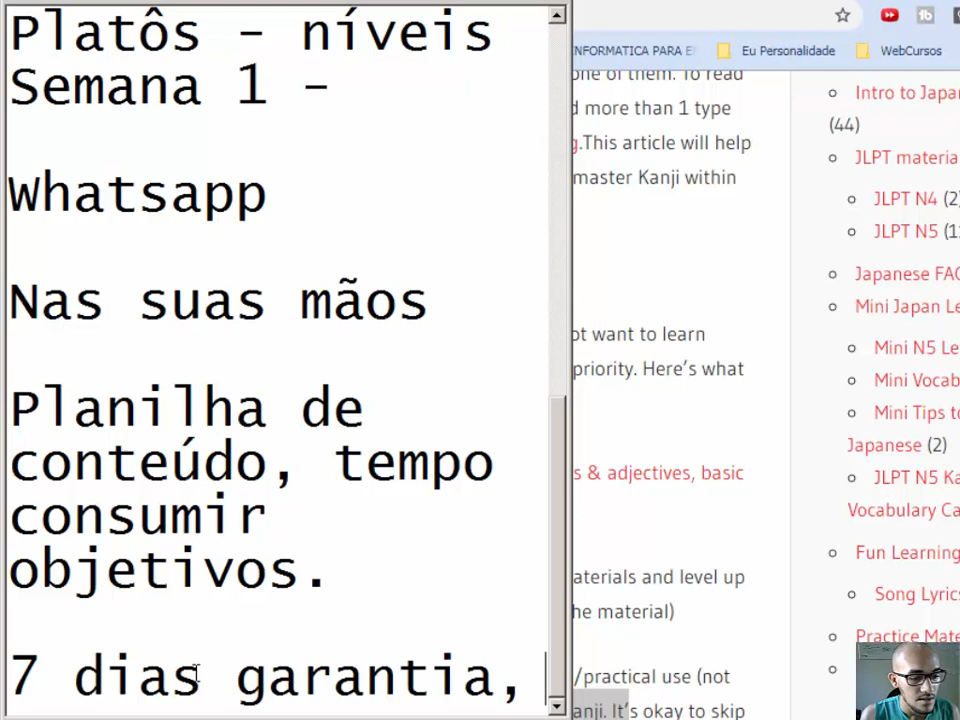 Platôs - níveis
Semana 1 -
Whatsapp
Nas suas mãos
Planilha de
conteúdo, tempo
consumir
objetivos.
7 dias garantia,
INFORMATICA PARA
Eu Personalidade
WebCursos
one of them. To read
d more than 1 type
g.This article will help
master Kanji within
ot want to learn
priority. Here's what
s & adjectives, basic
aterials and level up
he material)
/practical use (not
anji. It's okay to skip
Intro to Japa
(44)
JLPT materia
JLPT N4 (2)
JLPT N5 (1
Japanese FAQ
Mini Japan Le
Mini N5 Le
Mini Vocab
Mini Tips to
Japanese (2)
JLPT N5 Ka
Vocabulary Ca
Fun Learning
Song Lyrics
Practice Mate